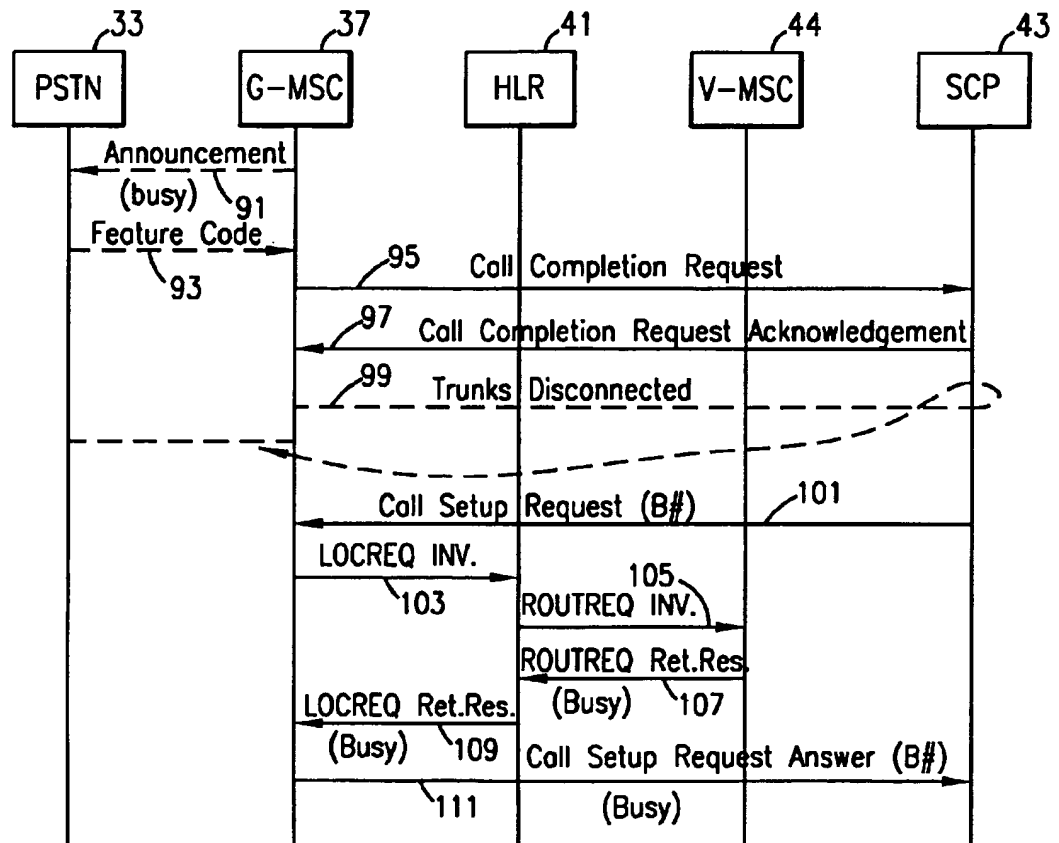 33 37 41 44 43
PSTN G-MSC HLR V-MSC SCP
Announcement
(busy) 91
Feature Code
93
95 Call Completion Request
97
Call Completion Request Acknowledgement
99
Trunks Disconnected
101
Call Setup Request (B#)
LOCREQ INV.
103
105
ROUTREQ INV.
ROUTREQ Ret.Res.
(Busy) 107
LOCREQ Ret.Res.
(Busy) 109
Call Setup Request Answer (B#)
111
(Busy)